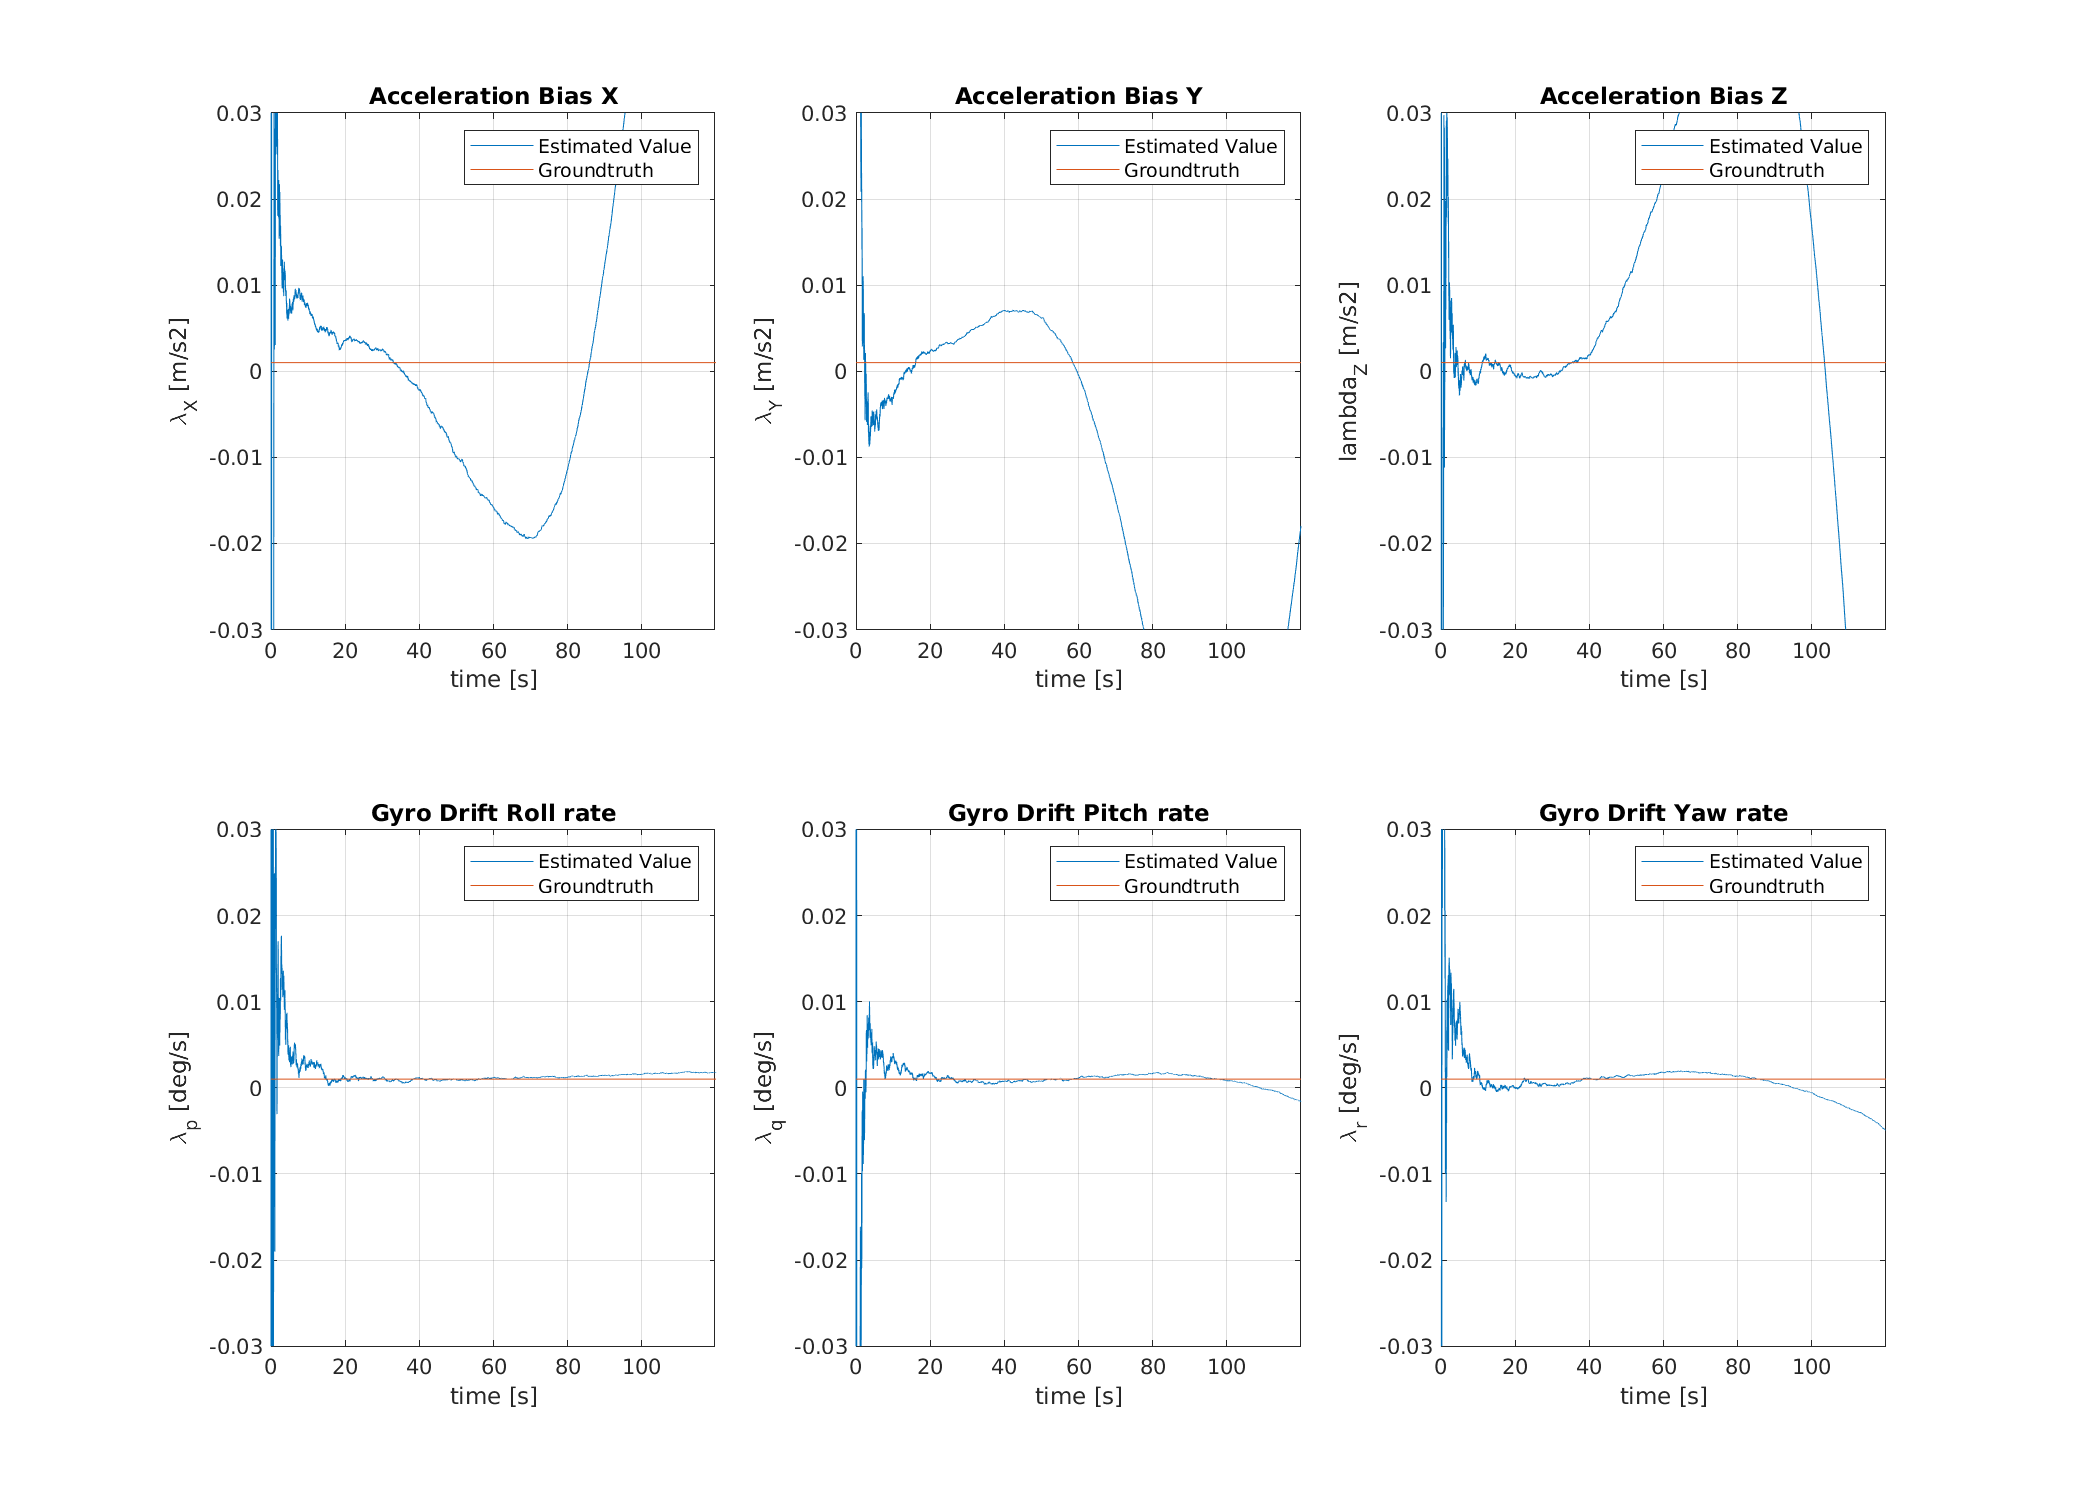 Acceleration Bias X
0.03
0.02
0.01
0
-0.01
-0.02
-0.03
λX [m/s2]
Estimated Value
Groundtruth
0 20 40 60 80 100
time [s]
Acceleration Bias Y
0.03
0.02
0.01
0
-0.01
-0.02
-0.03
λY [m/s2]
Estimated Value
Groundtruth
0 20 40 60 80 100
time [s]
Acceleration Bias Z
0.03
0.02
0.01
0
-0.01
-0.02
-0.03
lambdaZ [m/s2]
Estimated Value
Groundtruth
0 20 40 60 80 100
time [s]
Gyro Drift Roll rate
0.03
0.02
0.01
0
-0.01
-0.02
-0.03
λp [deg/s]
Estimated Value
Groundtruth
0 20 40 60 80 100
time [s]
Gyro Drift Pitch rate
0.03
0.02
0.01
0
-0.01
-0.02
-0.03
λq [deg/s]
Estimated Value
Groundtruth
0 20 40 60 80 100
time [s]
Gyro Drift Yaw rate
0.03
0.02
0.01
0
-0.01
-0.02
-0.03
λr [deg/s]
Estimated Value
Groundtruth
0 20 40 60 80 100
time [s]